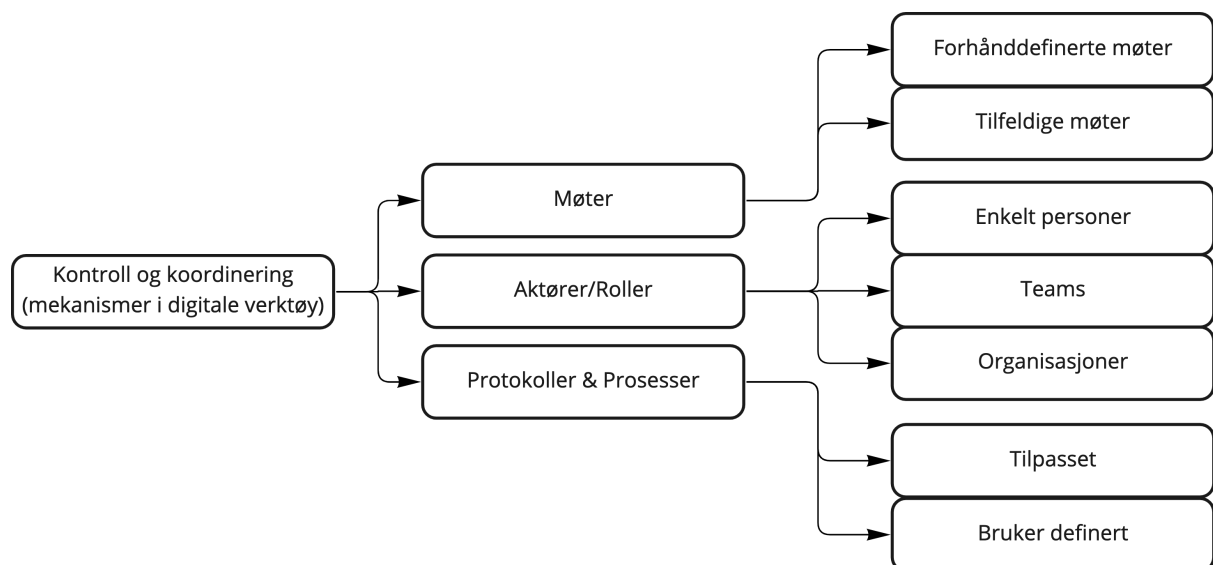 Kontroll og koordinering
(mekanismer i digitale verktøy)
Møter
Aktører/Roller
Protokoller & Prosesser
Forhånddefinerte møter
Tilfeldige møter
Enkelt personer
Teams
Organisasjoner
Tilpasset
Bruker definert